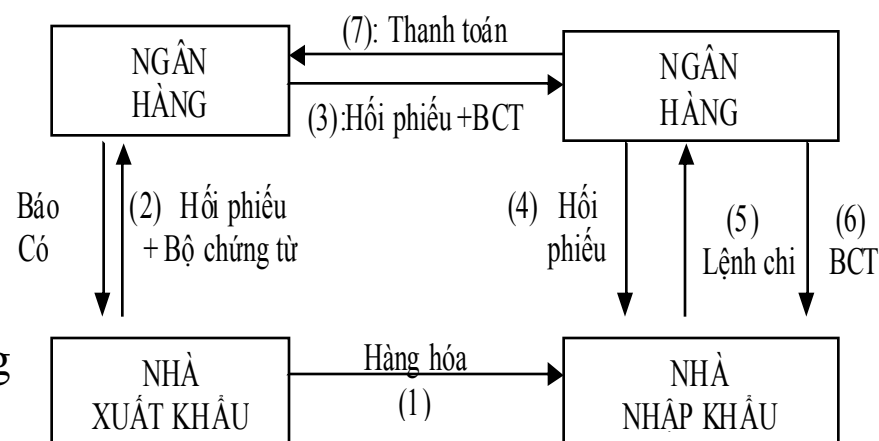 (7): Thanh toán
NGÂN
HÀNG
NGÂN
HÀNG
(3):Hối phiếu +BCT
Báo
Có
(2) Hối phiếu
+ Bộ chứng từ
(4) Hối
phiếu
(5)
Lệnh chi
(6)
BCT
g
NHÀ
XUẤT KHẨU
Hàng hóa
(1)
NHÀ
NHẬP KHẨU